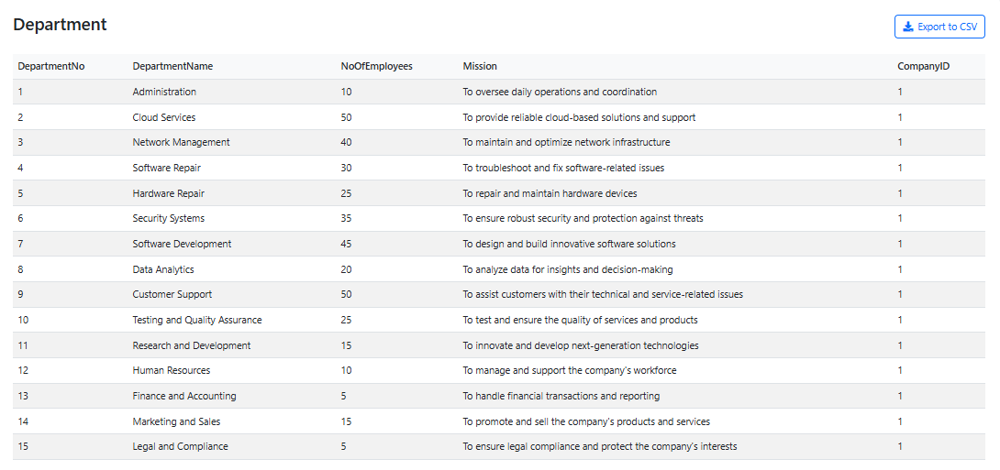 Department
Export to CSV
DepartmentNo DepartmentName NoOfEmployees Mission CompanyID
1 Administration 10 To oversee daily operations and coordination 1
2 Cloud Services 50 To provide reliable cloud-based solutions and support 1
3 Network Management 40 To maintain and optimize network infrastructure 1
4 Software Repair 30 To troubleshoot and fix software-related issues 1
5 Hardware Repair 25 To repair and maintain hardware devices 1
6 Security Systems 35 To ensure robust security and protection against threats 1
7 Software Development 45 To design and build innovative software solutions 1
8 Data Analytics 20 To analyze data for insights and decision-making 1
9 Customer Support 50 To assist customers with their technical and service-related issues 1
10 Testing and Quality Assurance 25 To test and ensure the quality of services and products 1
11 Research and Development 15 To innovate and develop next-generation technologies 1
12 Human Resources 10 To manage and support the company's workforce 1
13 Finance and Accounting 5 To handle financial transactions and reporting 1
14 Marketing and Sales 15 To promote and sell the company's products and services 1
15 Legal and Compliance 5 To ensure legal compliance and protect the company's interests 1